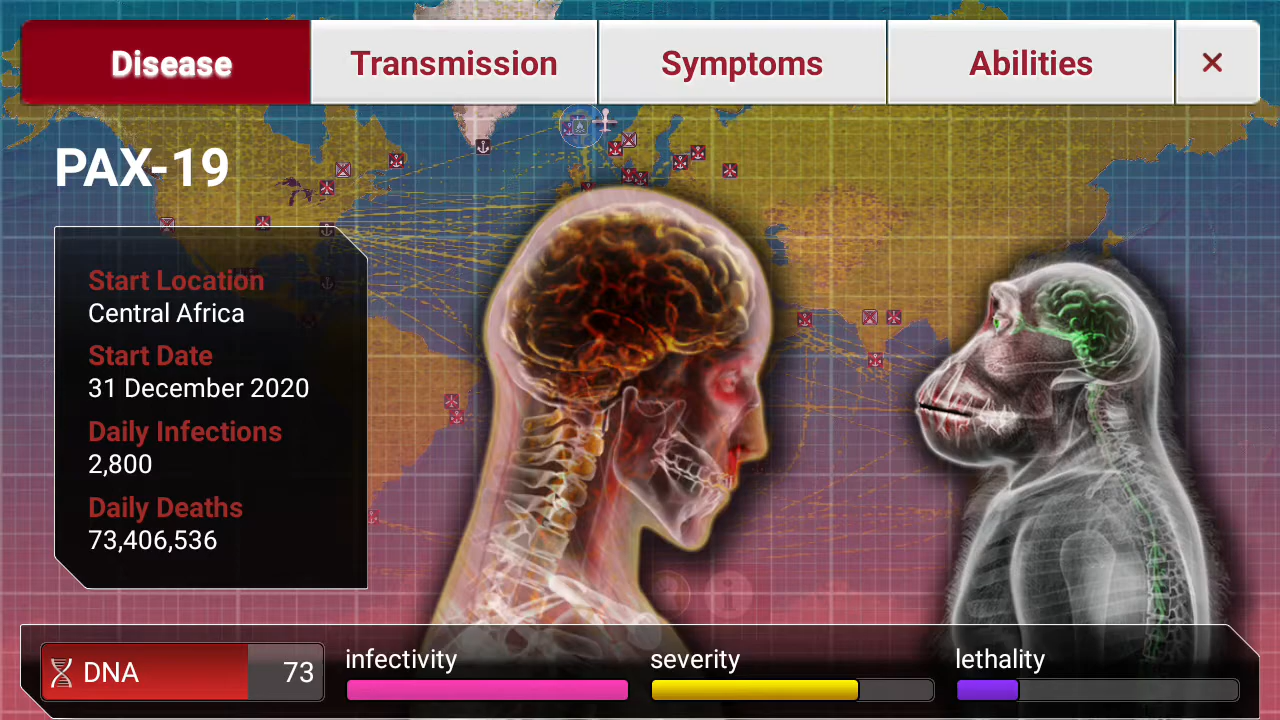 Disease
Transmission
Symptoms
Abilities
×
PAX-19
Start Location
Central Africa
Start Date
31 December 2020
Daily Infections
2,800
Daily Deaths
73,406,536
DNA
73
infectivity
severity
lethality